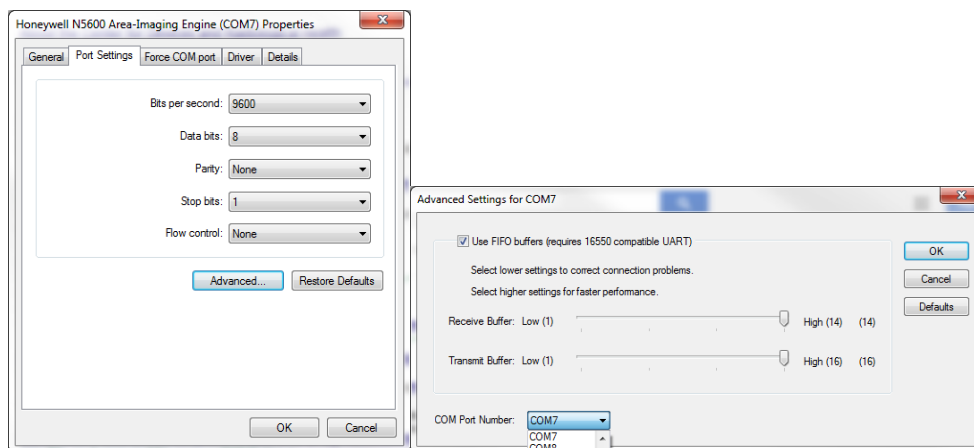 Honeywell N5600 Area-Imaging Engine (COM7) Properties
General Port Settings Force COM port Driver Details
Bits per second: 9600
Data bits: 8
Parity: None
Stop bits: 1
Flow control: None
Advanced... Restore Defaults
OK Cancel
Advanced Settings for COM7
Use FIFO buffers (requires 16550 compatible UART)
Select lower settings to correct connection problems.
Select higher settings for faster performance.
Receive Buffer: Low (1) High (14) (14)
Transmit Buffer: Low (1) High (16) (16)
COM Port Number: COM7
COM7
COM8
OK
Cancel
Defaults